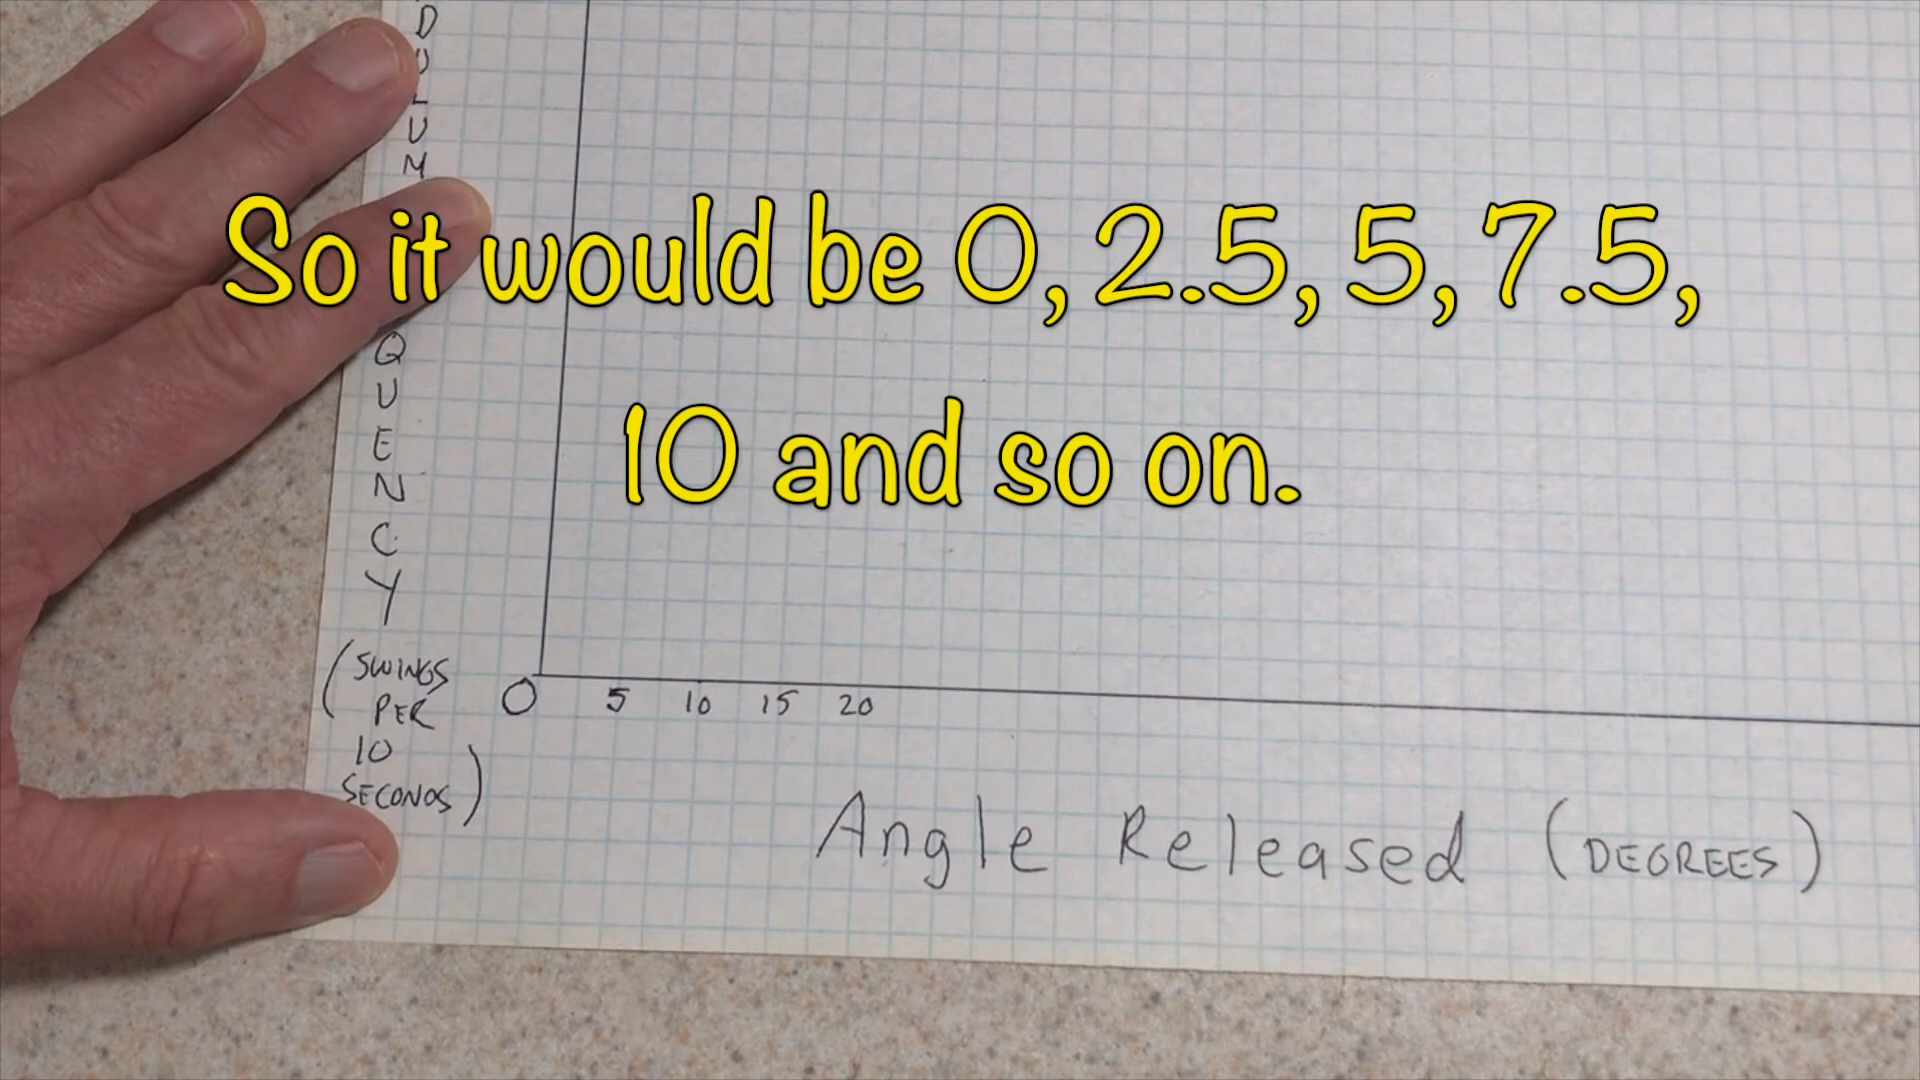 D
U
L
U
M
So it would be 0, 2.5, 5, 7.5,
10 and so on.
Q
U
E
N
C
Y
(SWINGS
PER
10
SECONDS)
0 5 10 15 20
Angle Released (DEGREES)